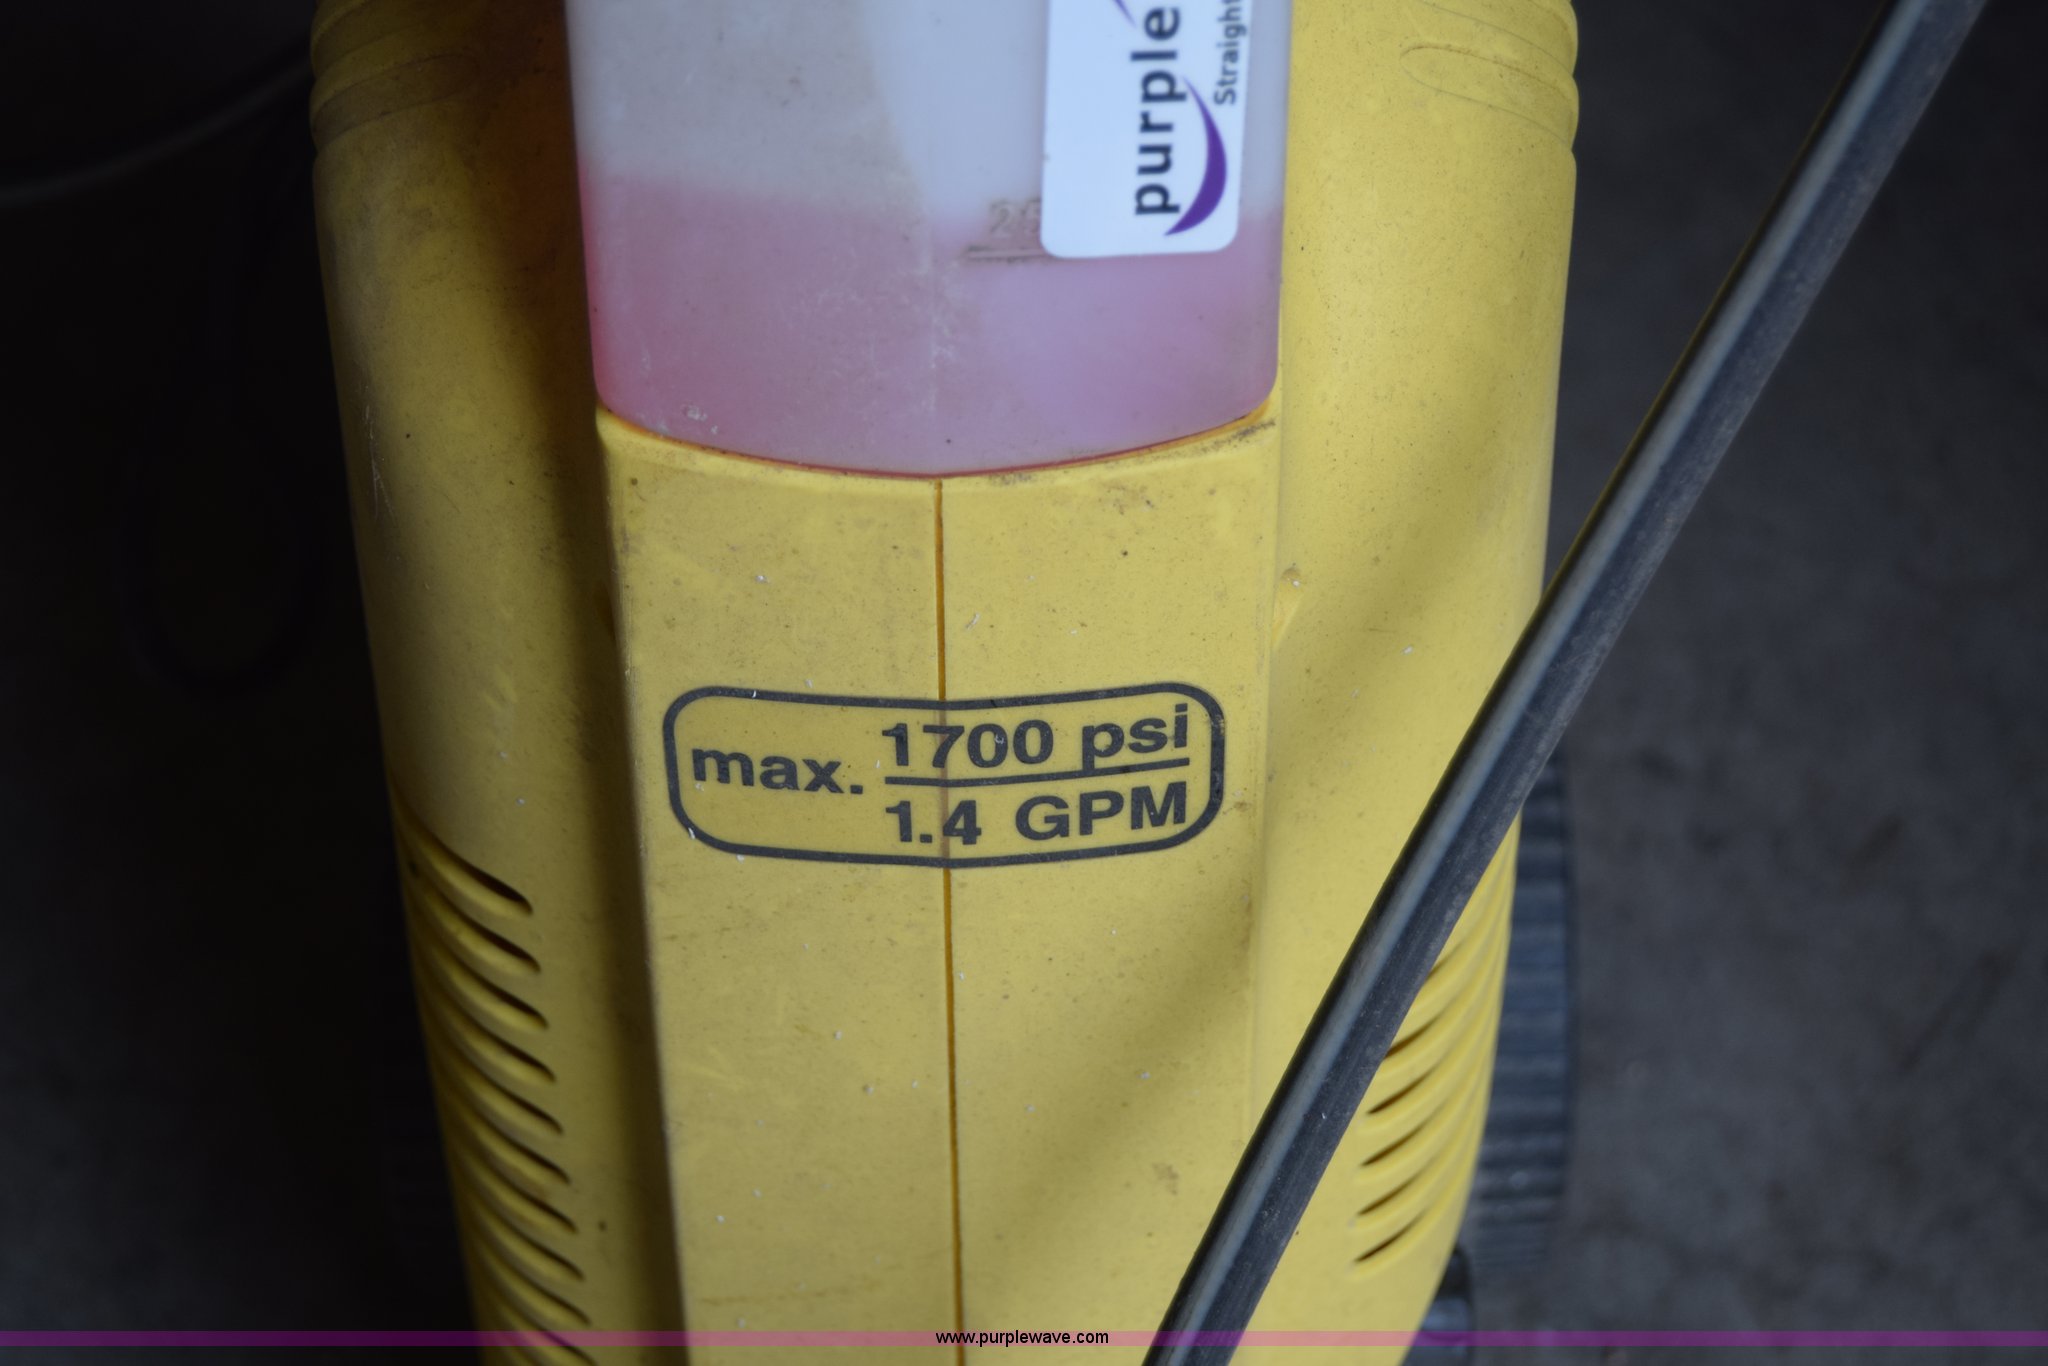 purple
Straight
max. 1700 psi
1.4 GPM
www.purplewave.com